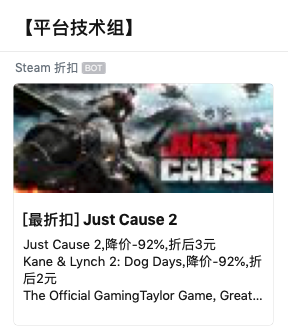 【平台技术组】
Steam 折扣 BOT
JUST
CAUSE 2
[最折扣] Just Cause 2
Just Cause 2,降价-92%,折后3元
Kane & Lynch 2: Dog Days,降价-92%,折
后2元
The Official GamingTaylor Game, Great...